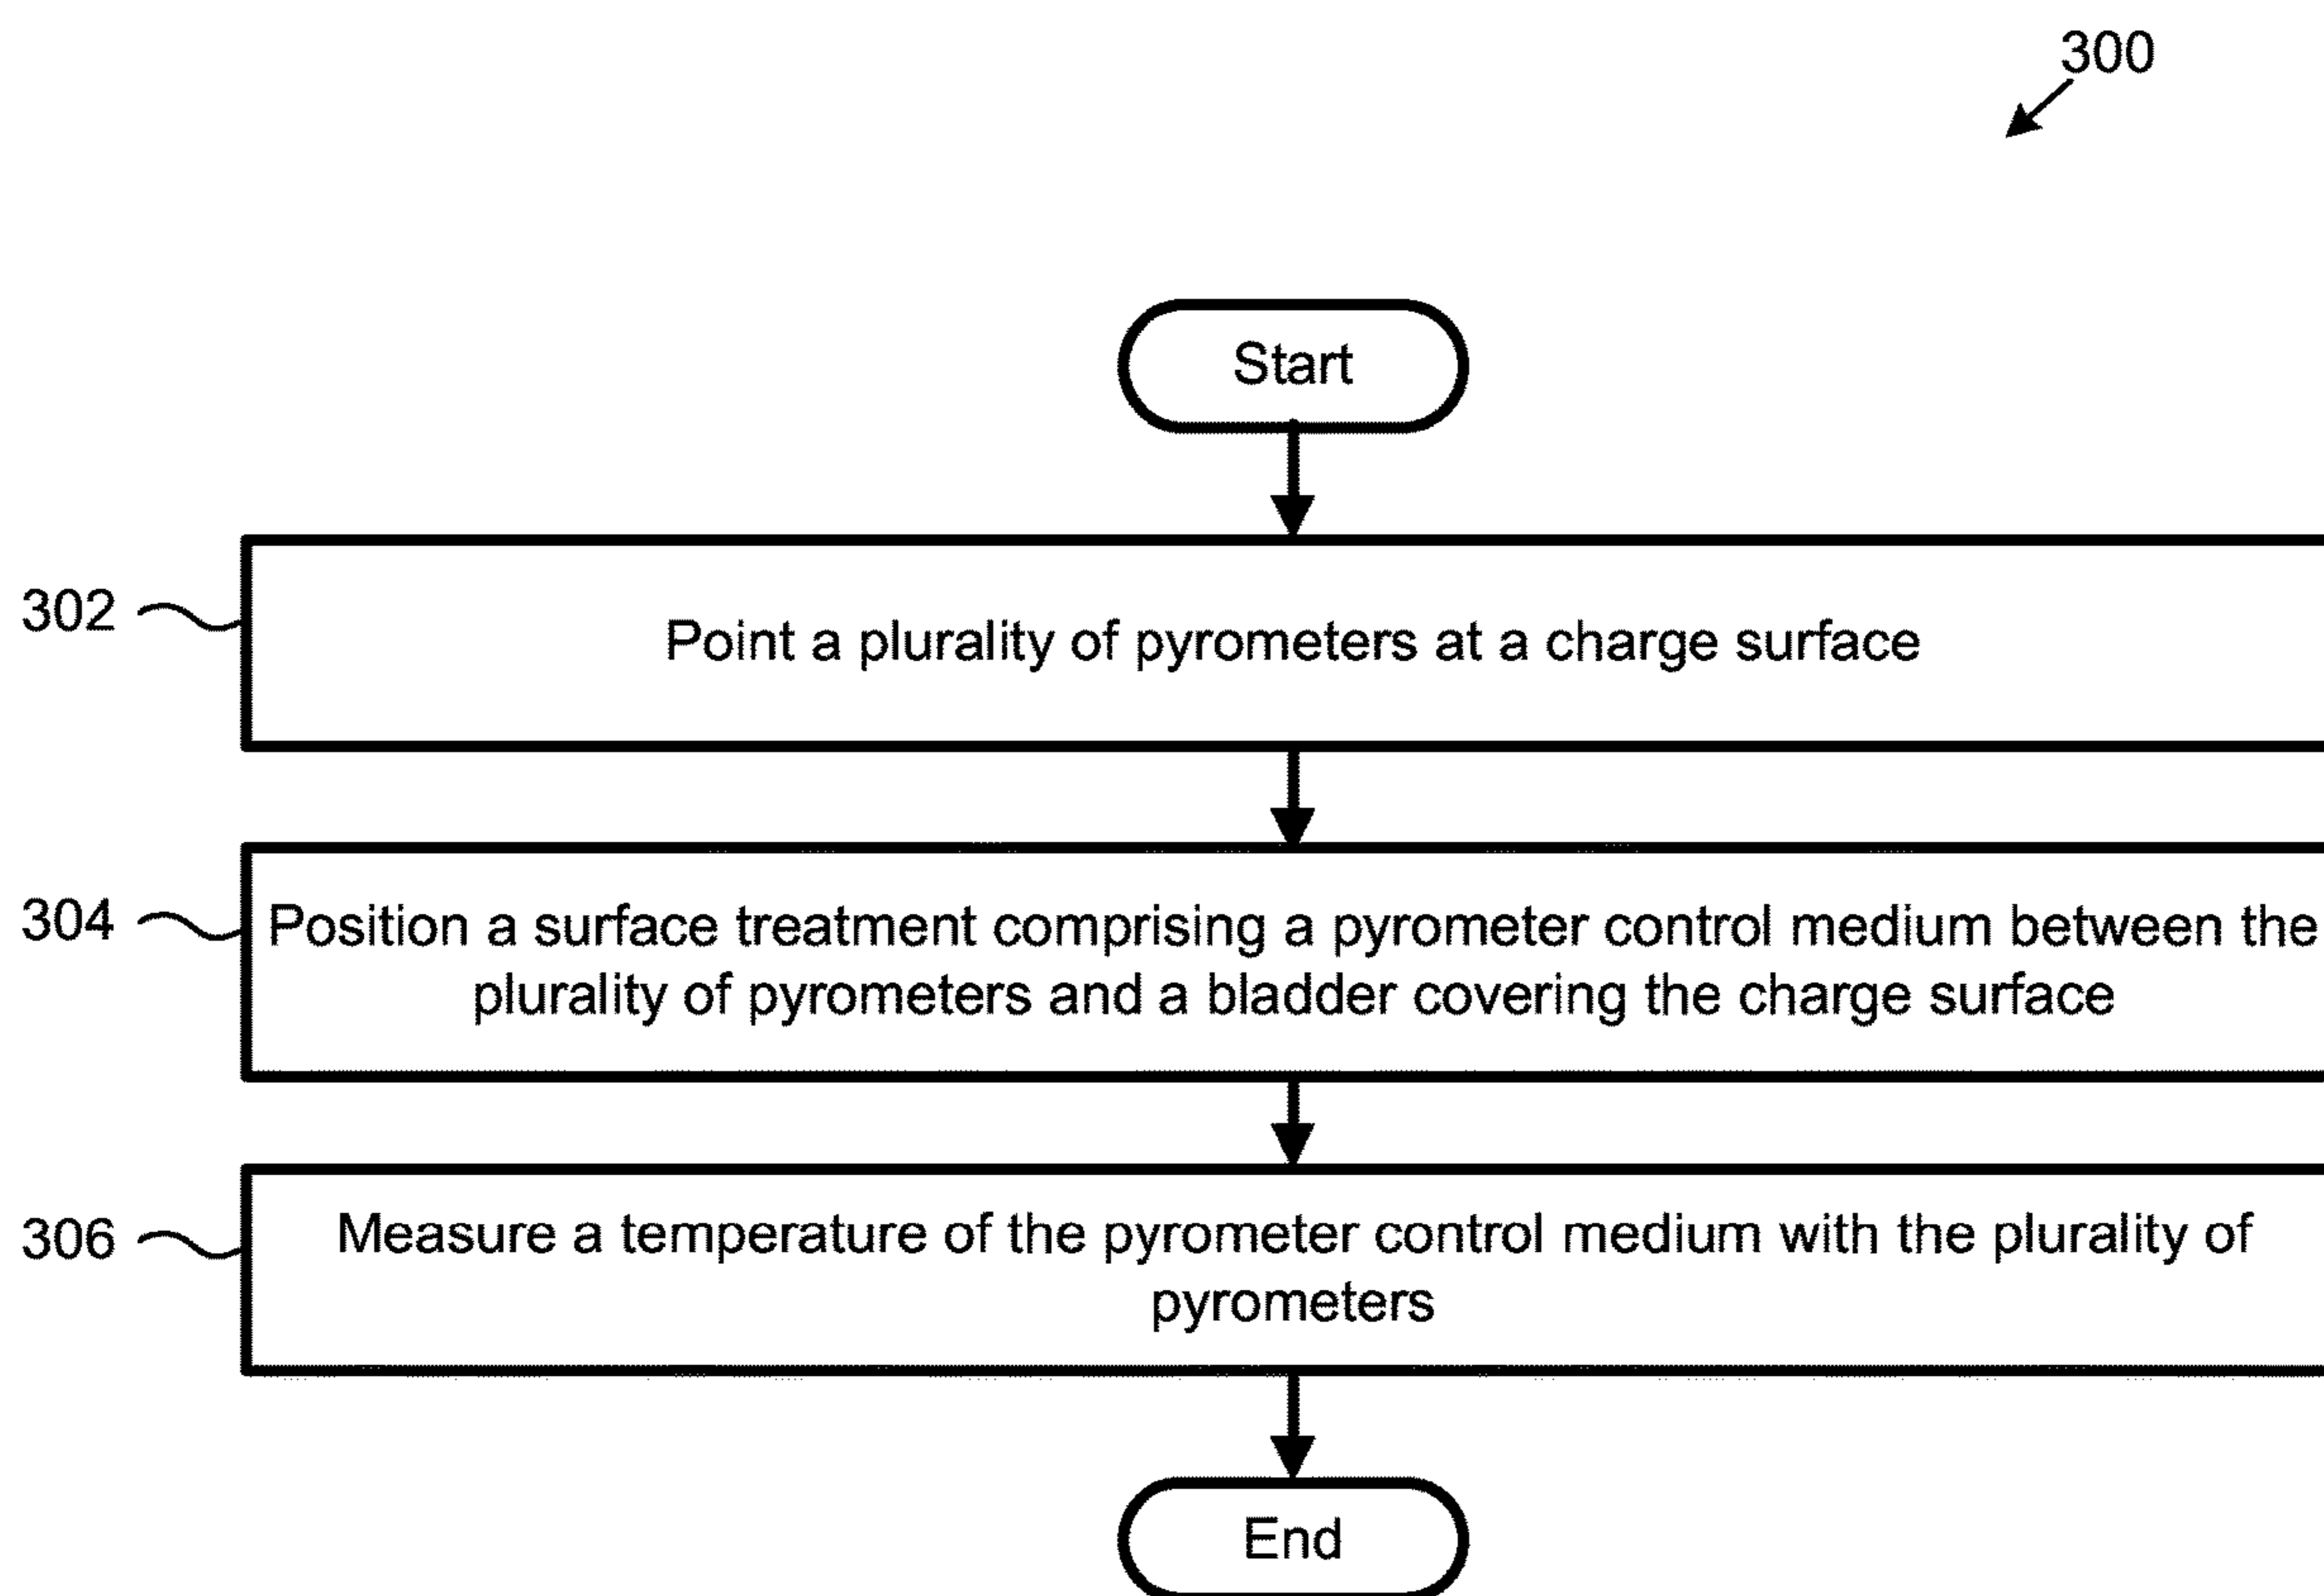 300
Start
302
Point a plurality of pyrometers at a charge surface
304
Position a surface treatment comprising a pyrometer control medium between the
plurality of pyrometers and a bladder covering the charge surface
306
Measure a temperature of the pyrometer control medium with the plurality of
pyrometers
End